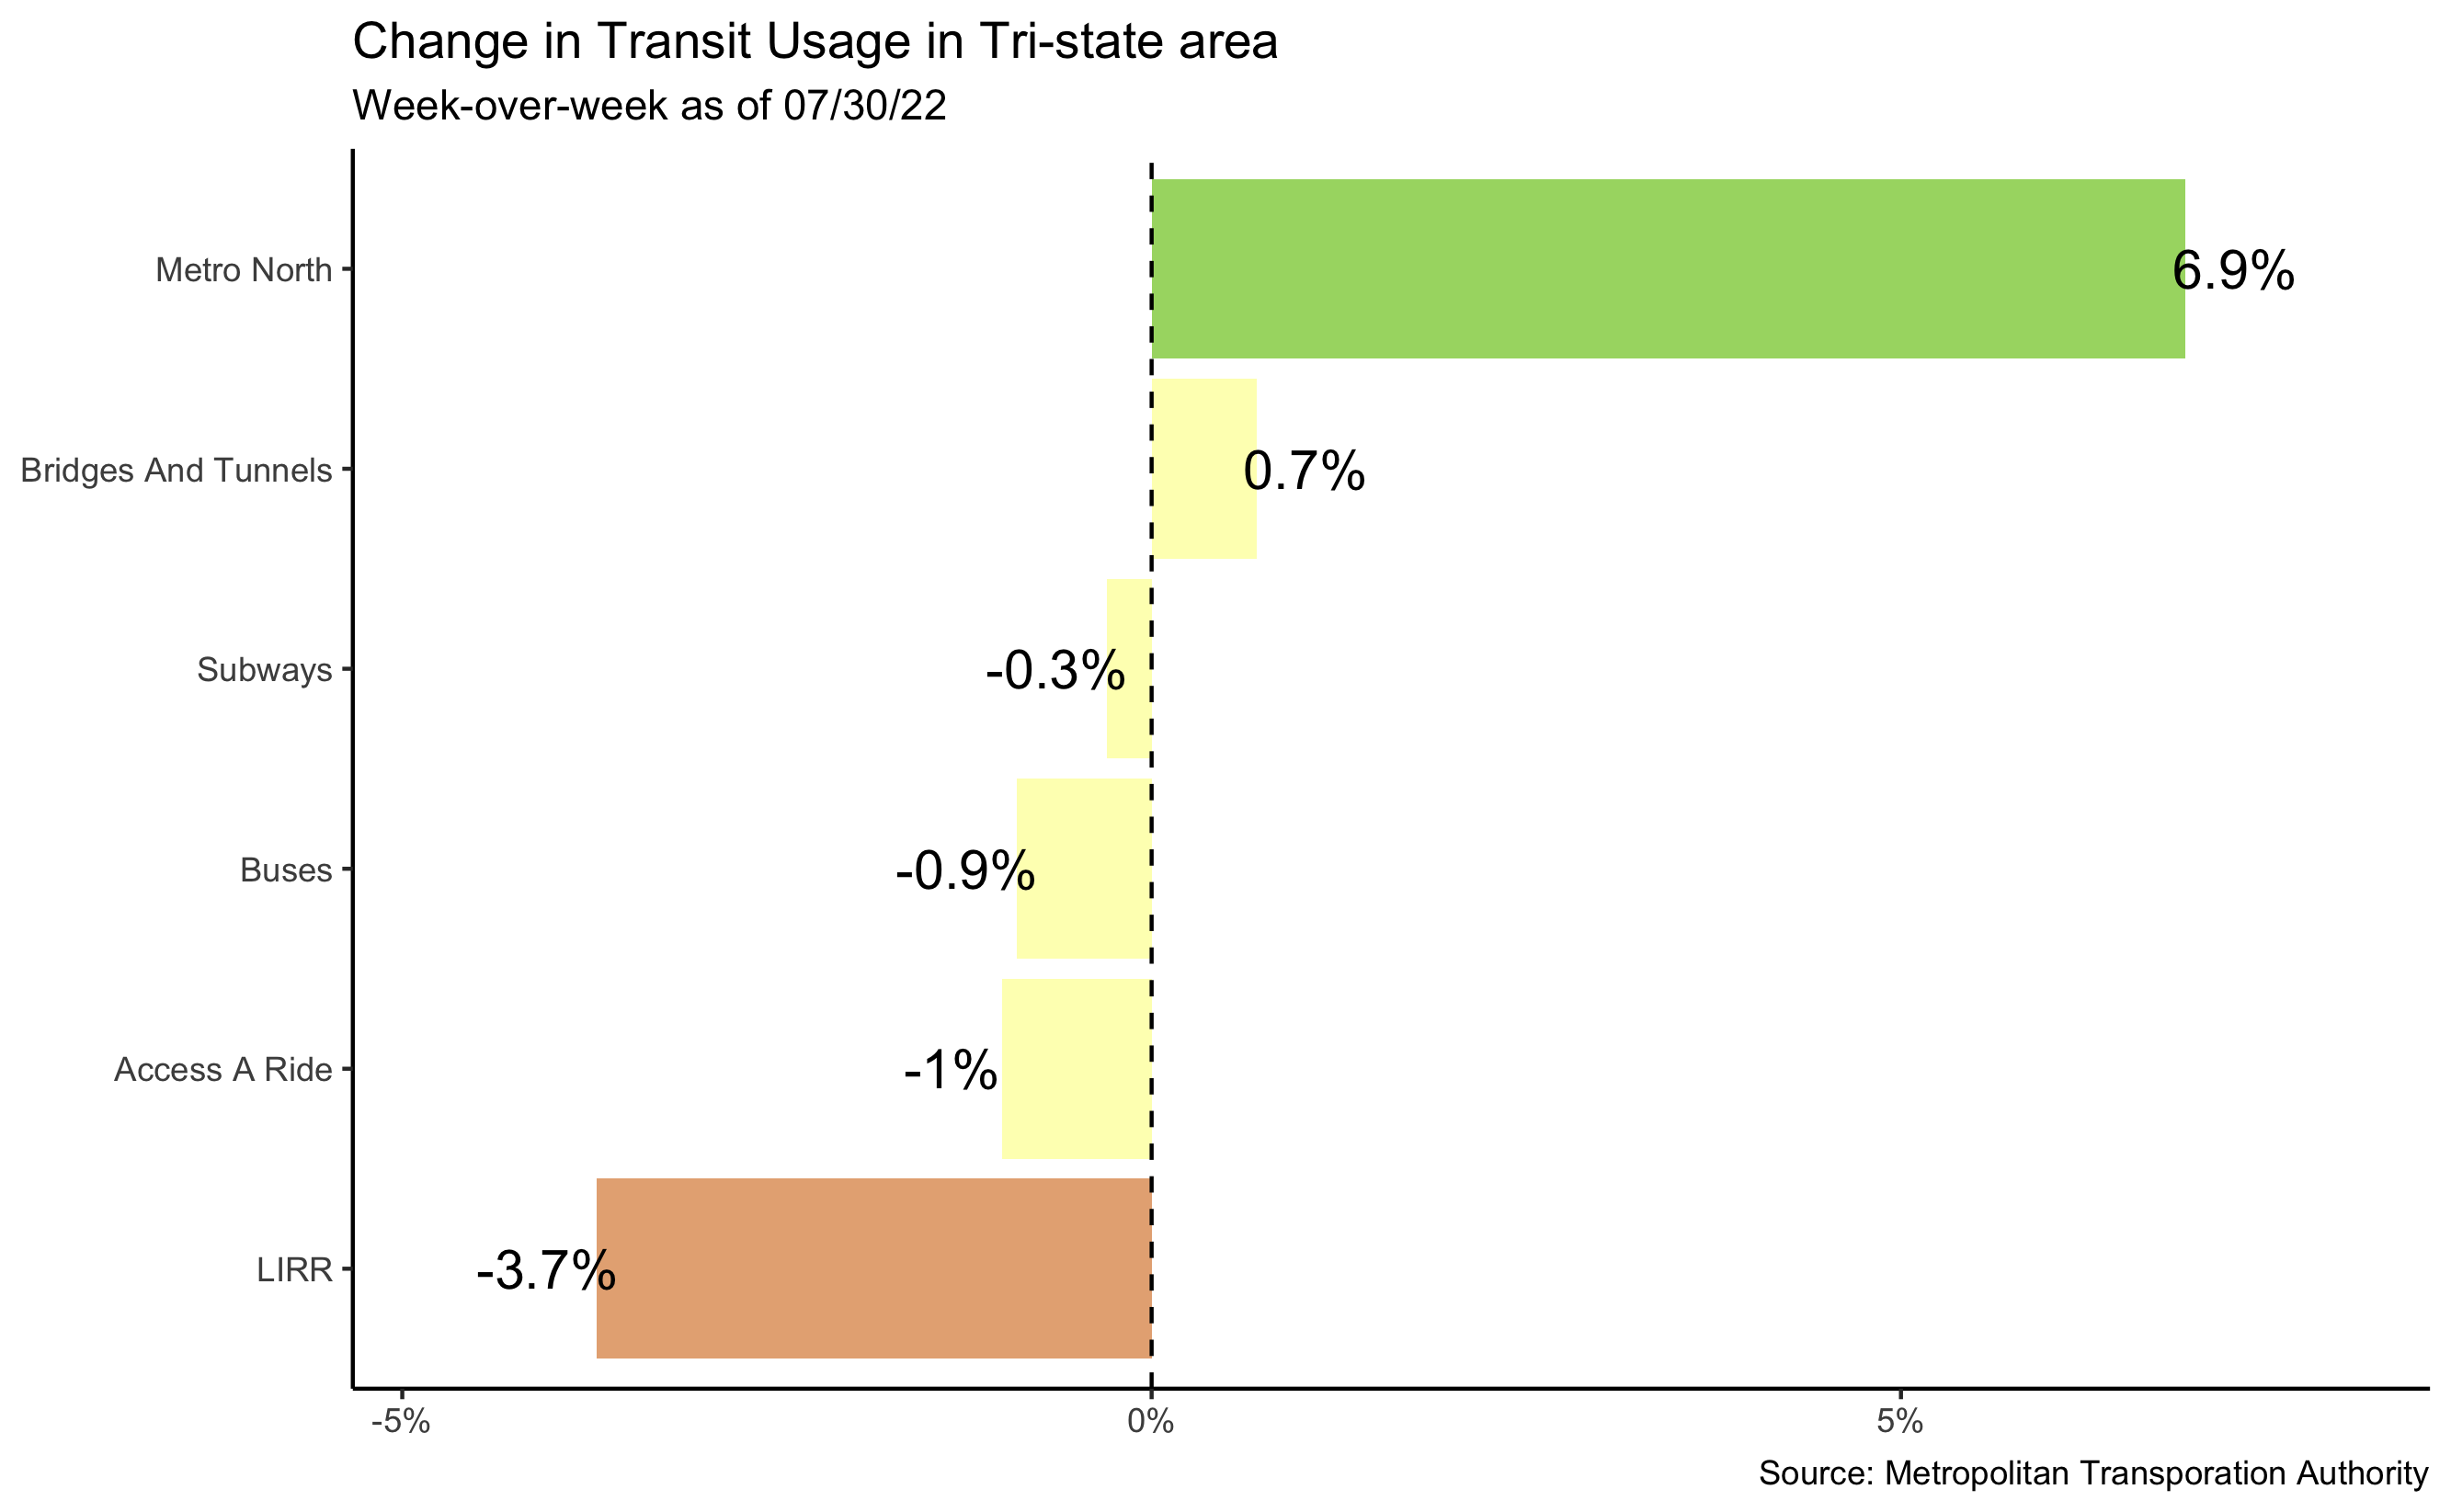 Change in Transit Usage in Tri-state area
Week-over-week as of 07/30/22
Metro North
6.9%
Bridges And Tunnels
0.7%
Subways
-0.3%
Buses
-0.9%
Access A Ride
-1%
LIRR
-3.7%
-5%
0%
5%
Source: Metropolitan Transporation Authority